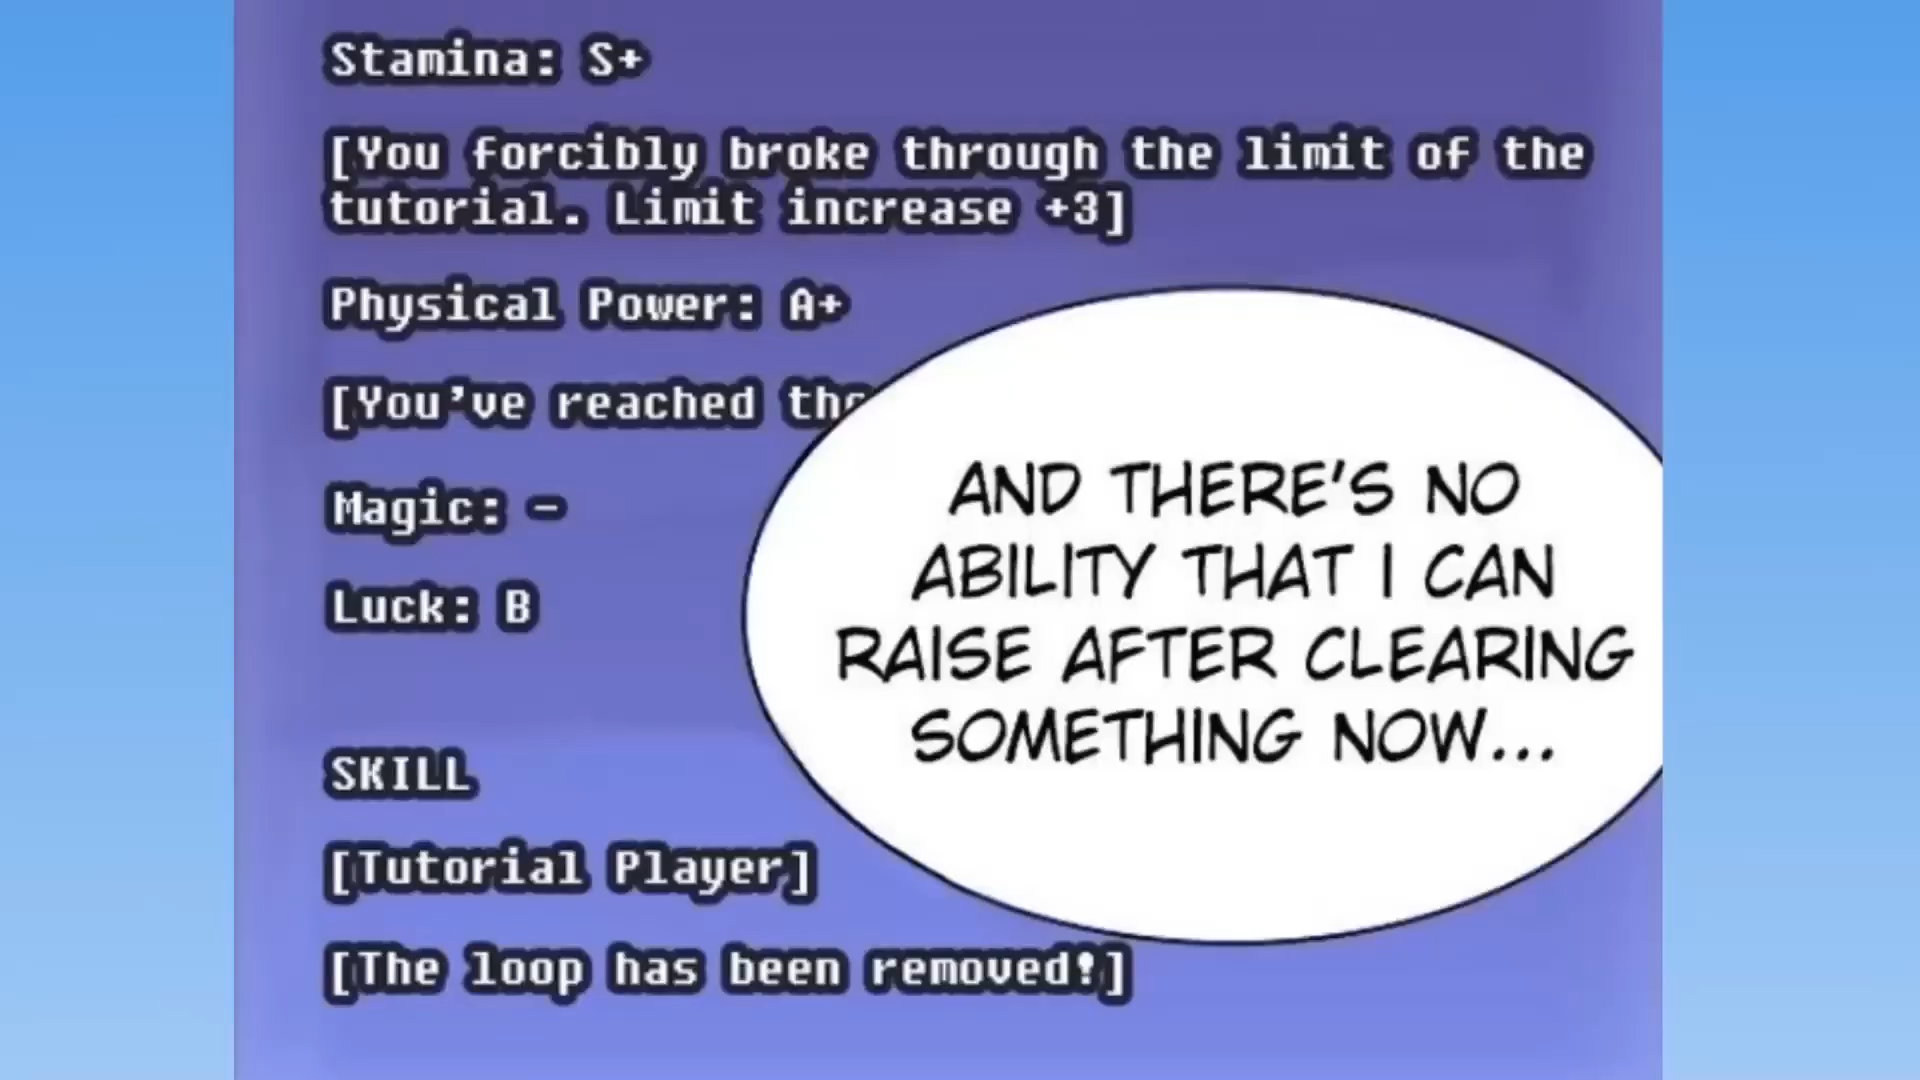 Stamina: S+
[You forcibly broke through the limit of the
tutorial. Limit increase +3]
Physical Power: A+
[You've reached the
Magic: -
Luck: B
AND THERE'S NO
ABILITY THAT I CAN
RAISE AFTER CLEARING
SOMETHING NOW...
SKILL
[Tutorial Player]
[The loop has been removed!]